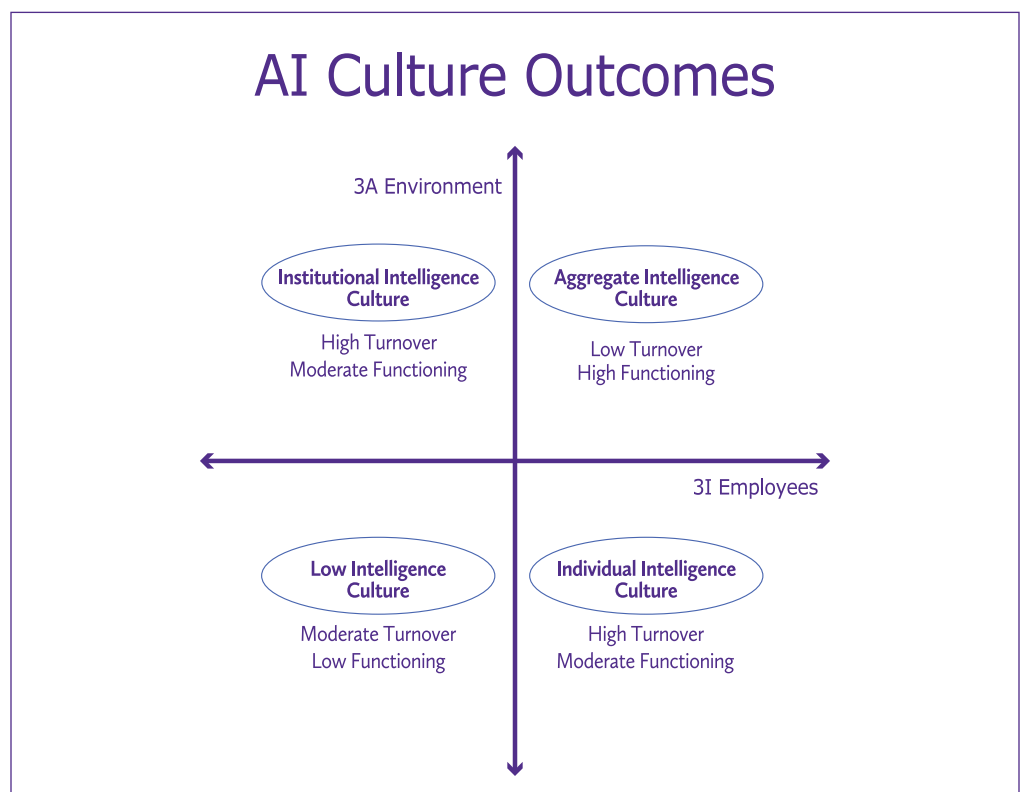 AI Culture Outcomes
3A Environment
Institutional Intelligence
Culture
High Turnover
Moderate Functioning
Aggregate Intelligence
Culture
Low Turnover
High Functioning
3I Employees
Low Intelligence
Culture
Moderate Turnover
Low Functioning
Individual Intelligence
Culture
High Turnover
Moderate Functioning